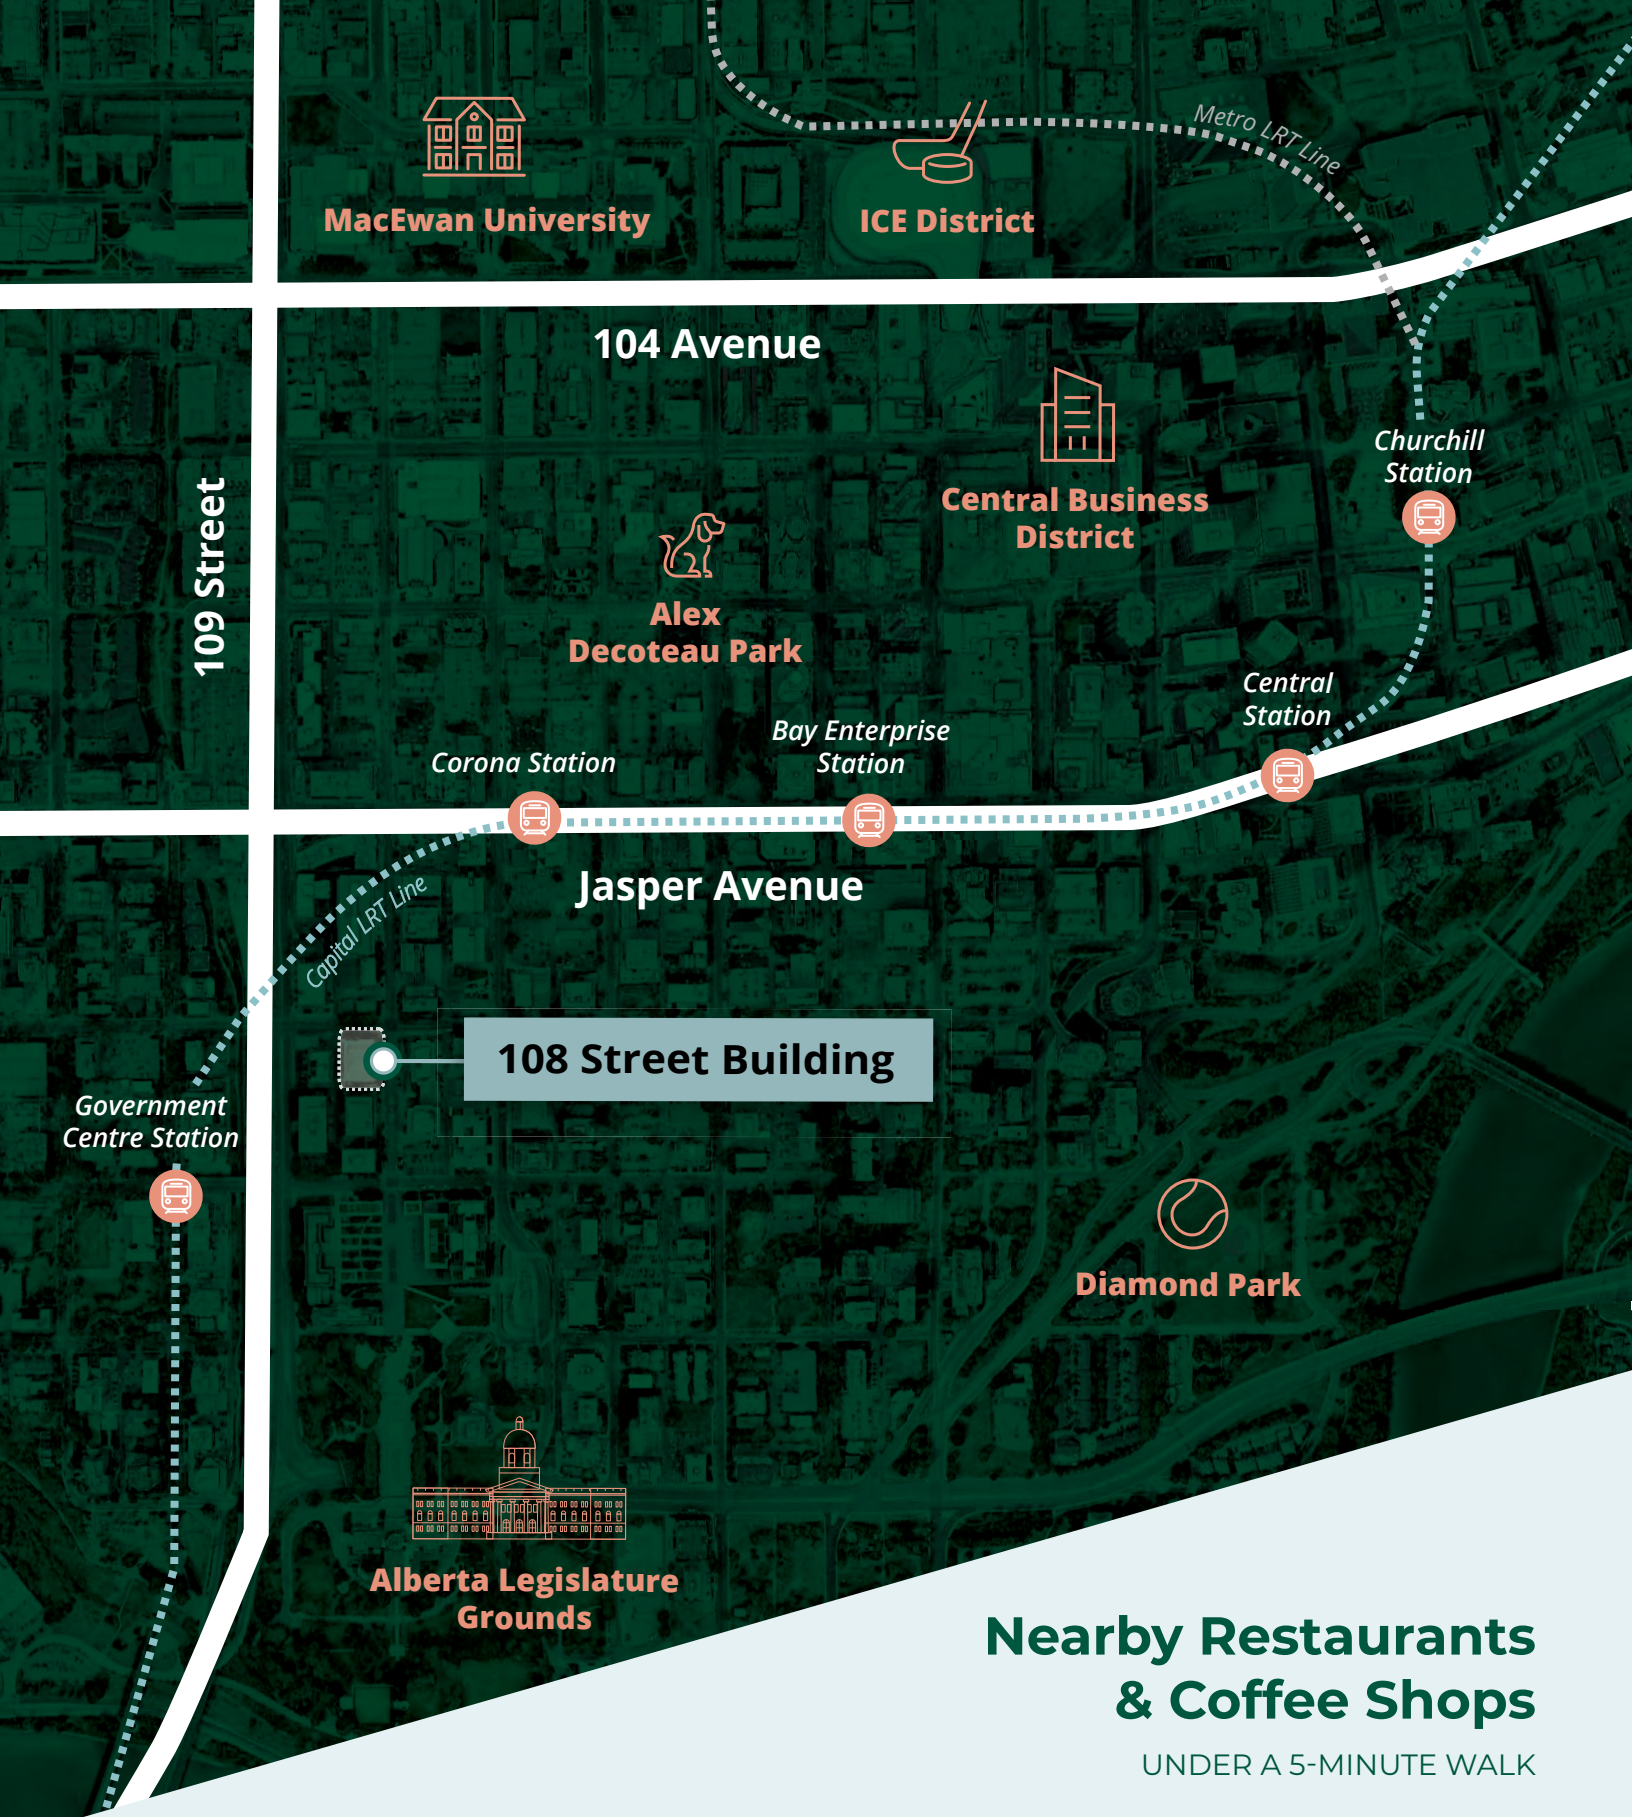 Metro LRT Line
MacEwan University
ICE District
104 Avenue
Churchill
Station
Central Business
District
109 Street
Alex
Decoteau Park
Central
Station
Bay Enterprise
Station
Corona Station
Jasper Avenue
Capital LRT Line
108 Street Building
Government
Centre Station
Diamond Park
Alberta Legislature
Grounds
Nearby Restaurants
& Coffee Shops
UNDER A 5-MINUTE WALK